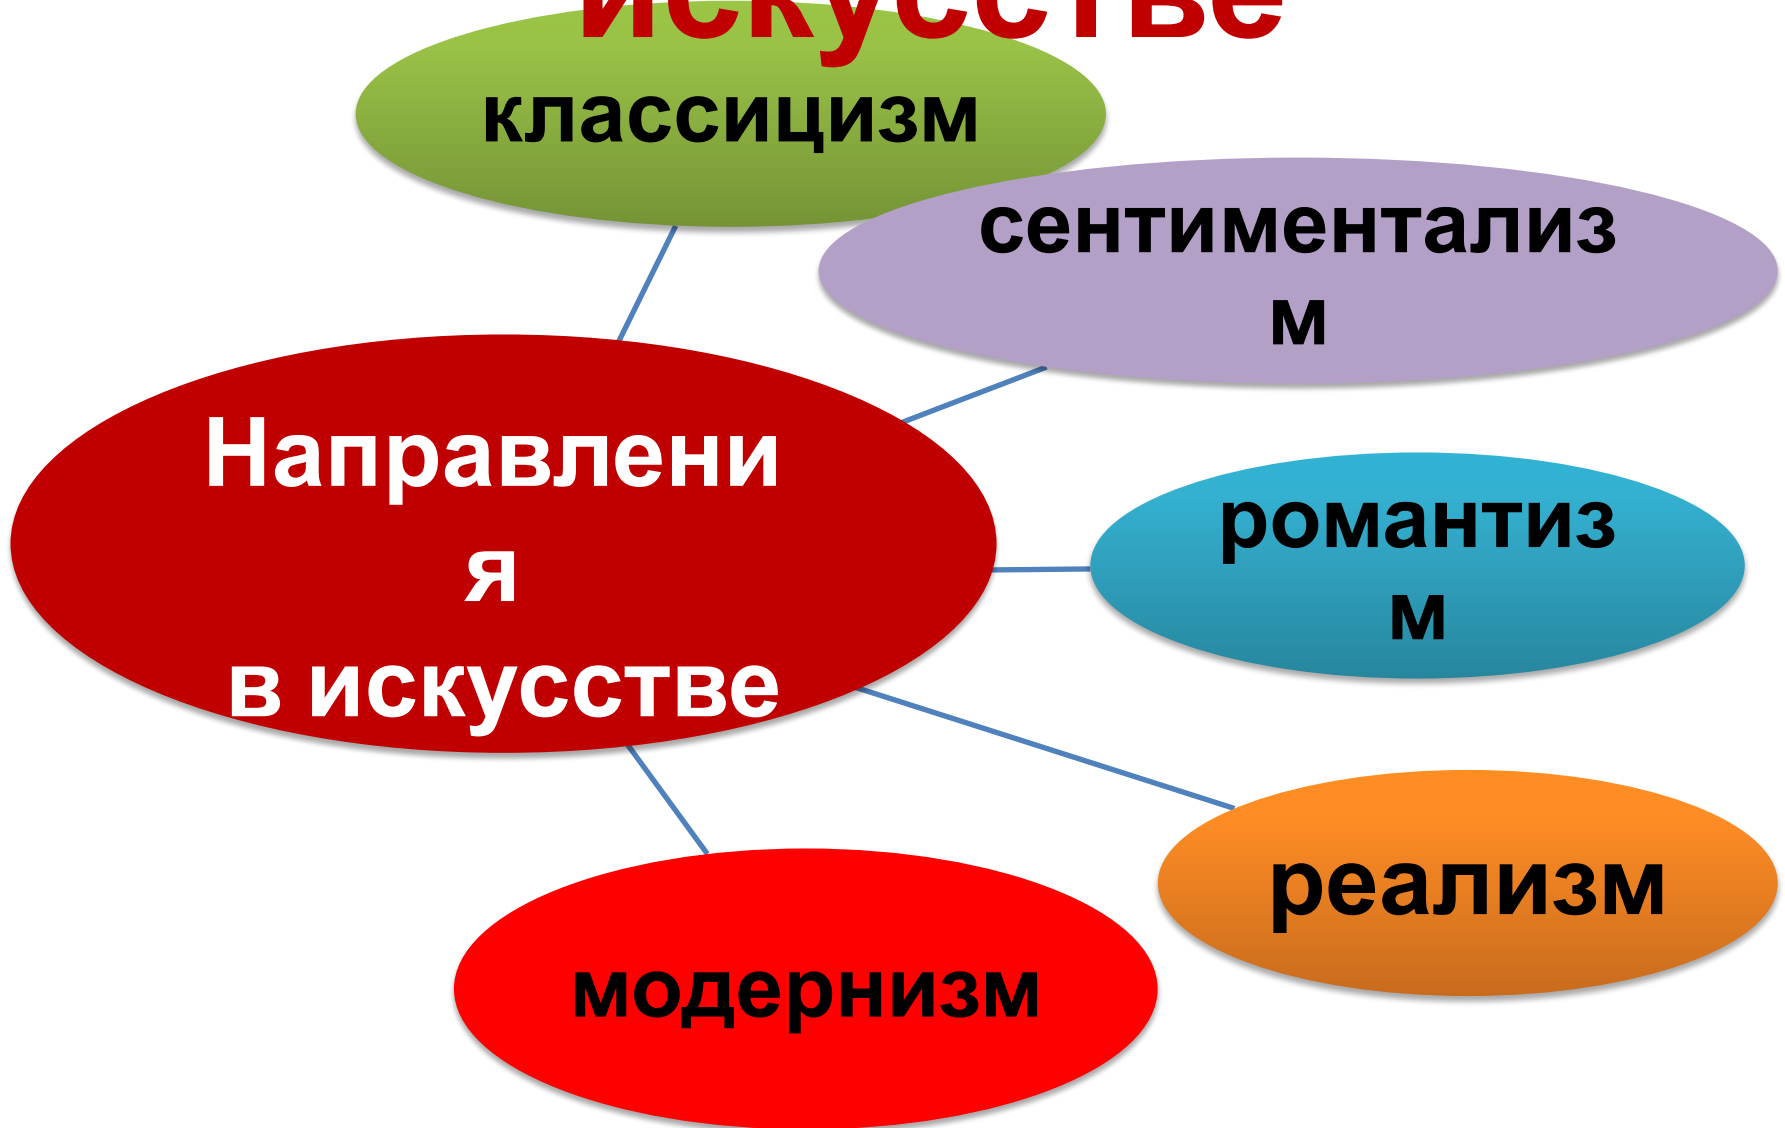 искусстве
классицизм
сентиментализ
м
Направлени
я
в искусстве
романтиз
м
реализм
модернизм